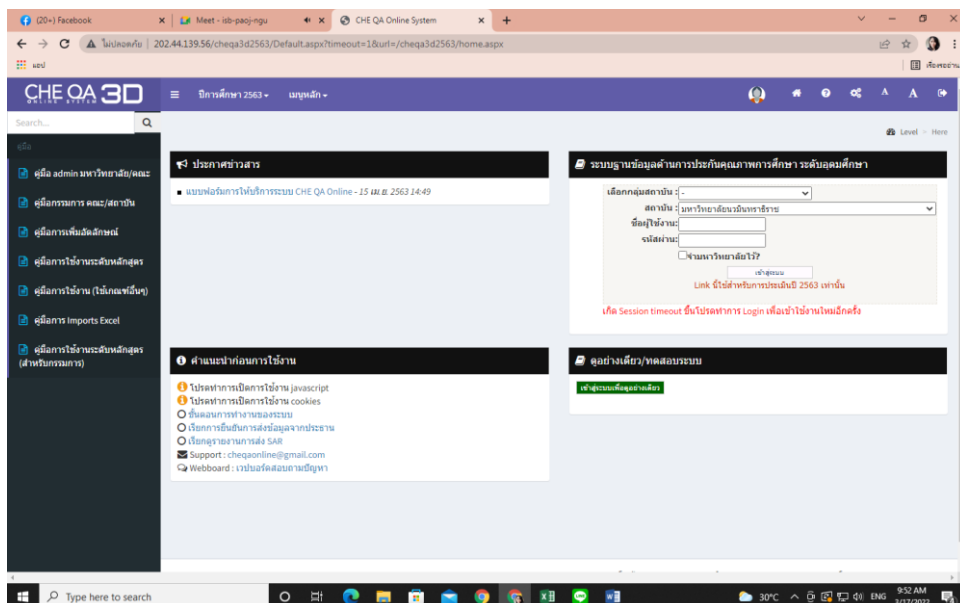 (20+) Facebook
Meet - isb-paoj-ngu
CHE QA Online System
ไม่ปลอดภัย | 202.44.139.56/cheqa3d2563/Default.aspx?timeout=1&url=/cheqa3d2563/home.aspx
แอป
CHE QA 3D
ONLINE SYSTEM
ปีการศึกษา 2563
เมนูหลัก
A A
Search...
Level > Here
คู่มือ
คู่มือ admin มหาวิทยาลัย/คณะ
คู่มือกรรมการ คณะ/สถาบัน
คู่มือการเพิ่มอัตลักษณ์
คู่มือการใช้งานระดับหลักสูตร
คู่มือการใช้งาน (ใช้เกณฑ์อื่นๆ)
คู่มือการ Imports Excel
คู่มือการใช้งานระดับหลักสูตร
(สำหรับกรรมการ)
ประกาศข่าวสาร
แบบฟอร์มการให้บริการระบบ CHE QA Online - 15 เม.ย. 2563 14:49
ระบบฐานข้อมูลด้านการประกันคุณภาพการศึกษา ระดับอุดมศึกษา
เลือกกลุ่มสถาบัน : -
สถาบัน : มหาวิทยาลัยนวมินทราธิราช
ชื่อผู้ใช้งาน:
รหัสผ่าน:
จำมหาวิทยาลัยไว้?
เข้าสู่ระบบ
Link นี้ใช้สำหรับการประเมินปี 2563 เท่านั้น
เกิด Session timeout ขึ้นโปรดทำการ Login เพื่อเข้าใช้งานใหม่อีกครั้ง
คำแนะนำก่อนการใช้งาน
โปรดทำการเปิดการใช้งาน javascript
โปรดทำการเปิดการใช้งาน cookies
ขั้นตอนการทำงานของระบบ
เรียกการยืนยันการส่งข้อมูลจากประธาน
เรียกดูรายงานการส่ง SAR
Support : cheqaonline@gmail.com
Webboard : เวปบอร์ดสอบถามปัญหา
ดูอย่างเดียว/ทดสอบระบบ
เข้าสู่ระบบเพื่อดูอย่างเดียว
Type here to search
30°C
ENG
9:52 AM
3/17/2022